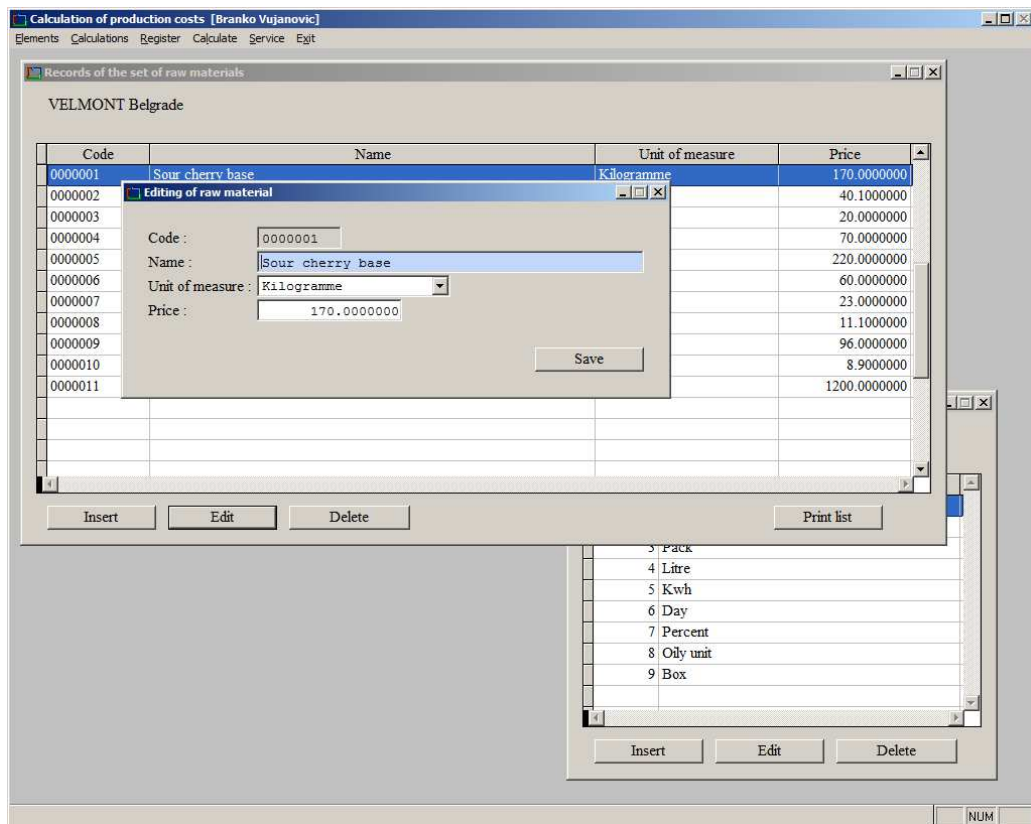 Calculation of production costs [Branko Vujanovic]
Elements Calculations Register Calculate Service Exit
Records of the set of raw materials
VELMONT Belgrade
Code Name Unit of measure Price
0000001 Sour cherry base Kilogramme 170.0000000
0000002 40.1000000
0000003 20.0000000
0000004 70.0000000
0000005 220.0000000
0000006 60.0000000
0000007 23.0000000
0000008 11.1000000
0000009 96.0000000
0000010 8.9000000
0000011 1200.0000000
Editing of raw material
Code : 0000001
Name : Sour cherry base
Unit of measure : Kilogramme
Price : 170.0000000
Save
Insert Edit Delete Print list
3 Pack
4 Litre
5 Kwh
6 Day
7 Percent
8 Oily unit
9 Box
Insert Edit Delete
NUM